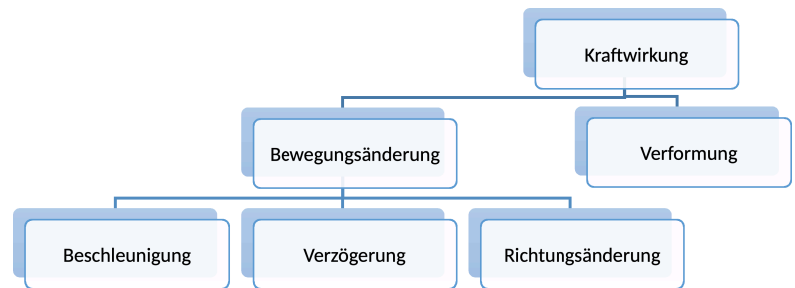 Kraftwirkung
Bewegungsänderung
Verformung
Beschleunigung
Verzögerung
Richtungsänderung